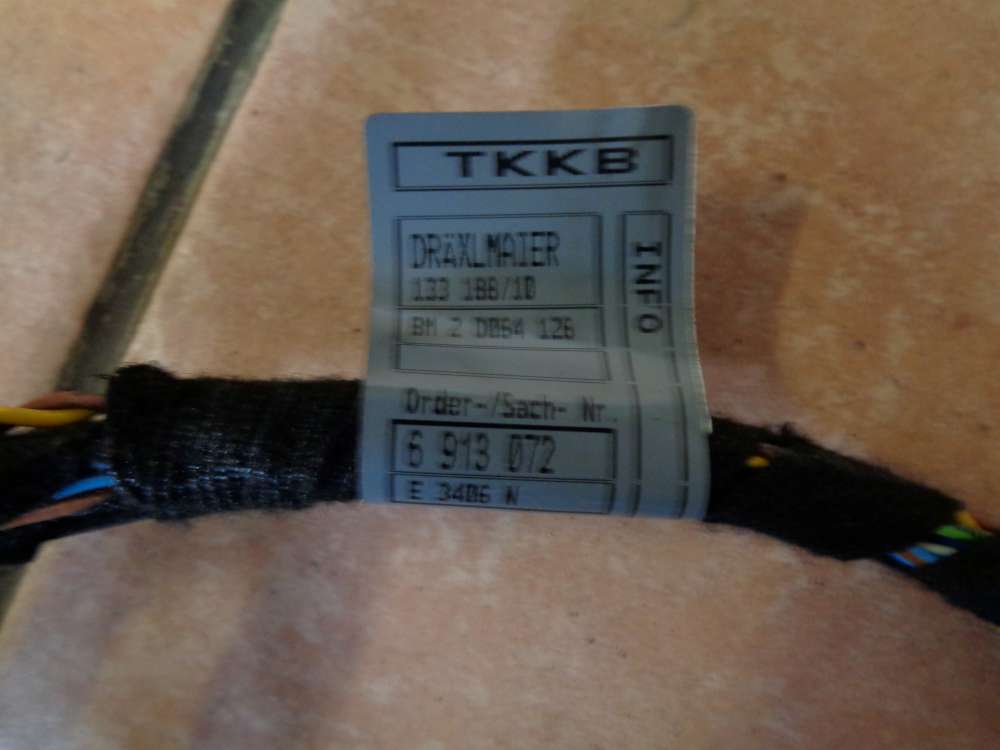 TKKB
DRÄXLMAIER
133 188/10
BM 2 D064 126
INFO
Order-/Sach- Nr.
6 913 072
E 3406 N